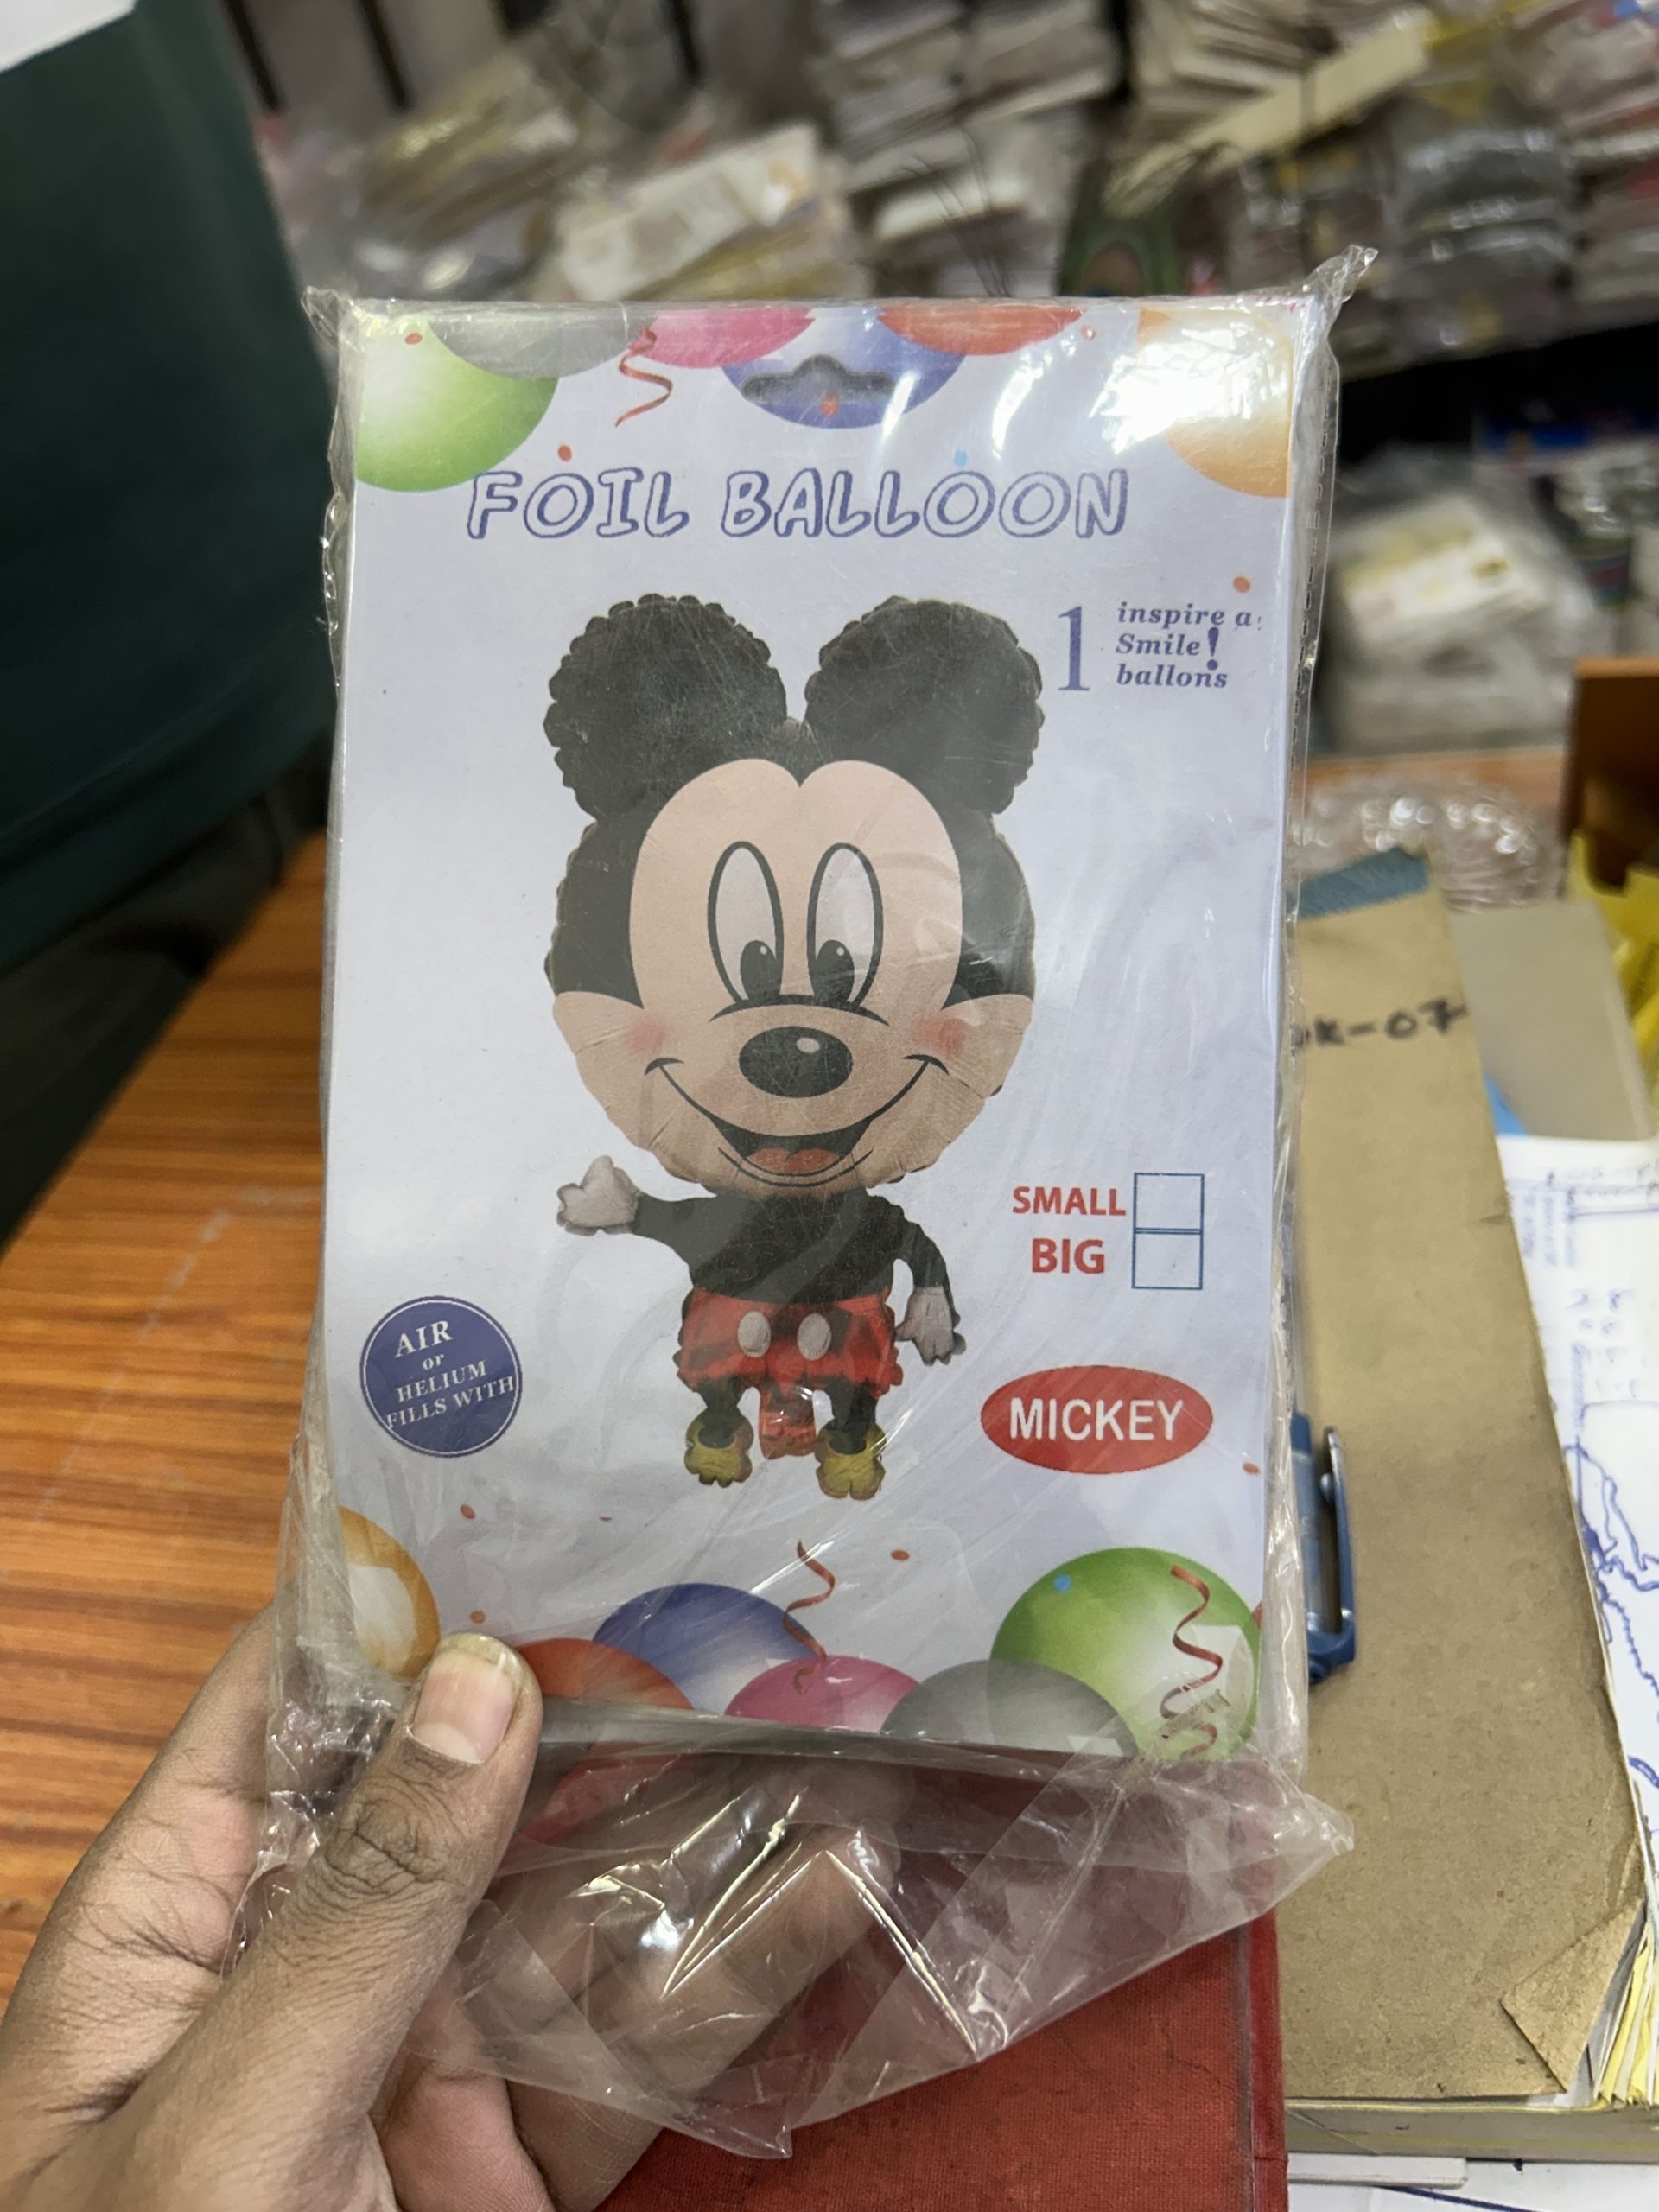 FOIL BALLOON
1
inspire a
Smile!
ballons
SMALL
BIG
AIR
or
HELIUM
FILLS WITH
MICKEY